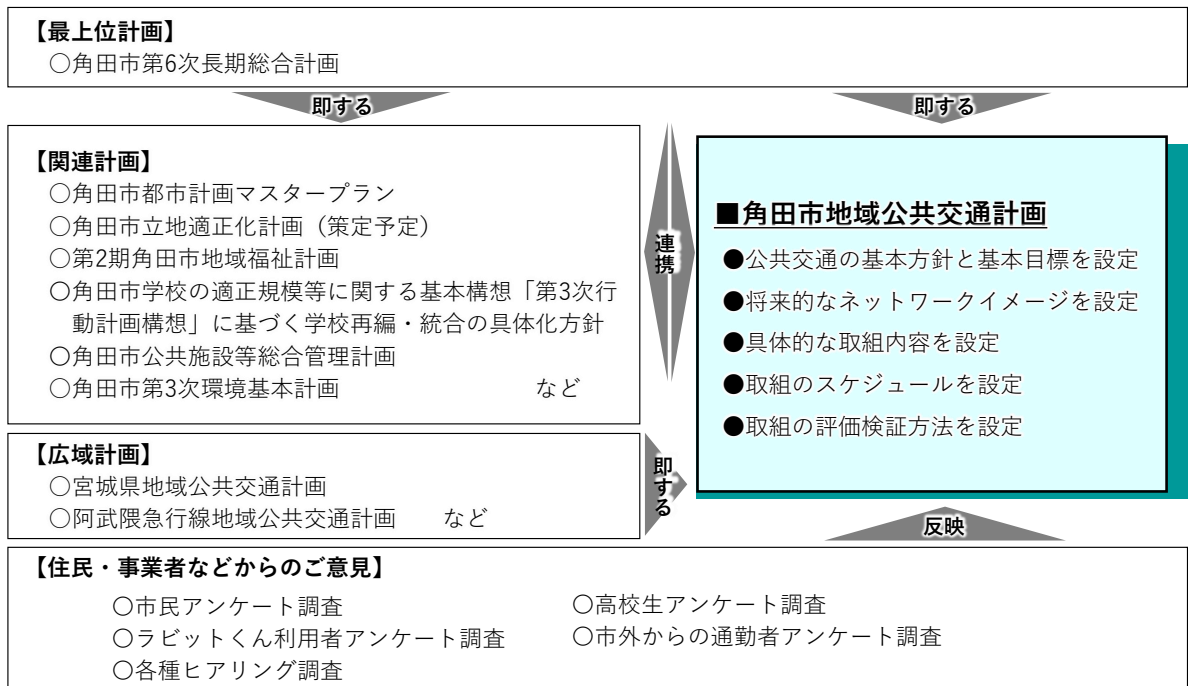 【最上位計画】
○角田市第6次長期総合計画
即する
即する
【関連計画】
○角田市都市計画マスタープラン
○角田市立地適正化計画（策定予定）
○第2期角田市地域福祉計画
○角田市学校の適正規模等に関する基本構想「第3次行
動計画構想」に基づく学校再編・統合の具体化方針
○角田市公共施設等総合管理計画
○角田市第3次環境基本計画 など
連携
■角田市地域公共交通計画
●公共交通の基本方針と基本目標を設定
●将来的なネットワークイメージを設定
●具体的な取組内容を設定
●取組のスケジュールを設定
●取組の評価検証方法を設定
【広域計画】
○宮城県地域公共交通計画
○阿武隈急行線地域公共交通計画 など
即する
反映
【住民・事業者などからのご意見】
○市民アンケート調査
○ラビットくん利用者アンケート調査
○各種ヒアリング調査
○高校生アンケート調査
○市外からの通勤者アンケート調査